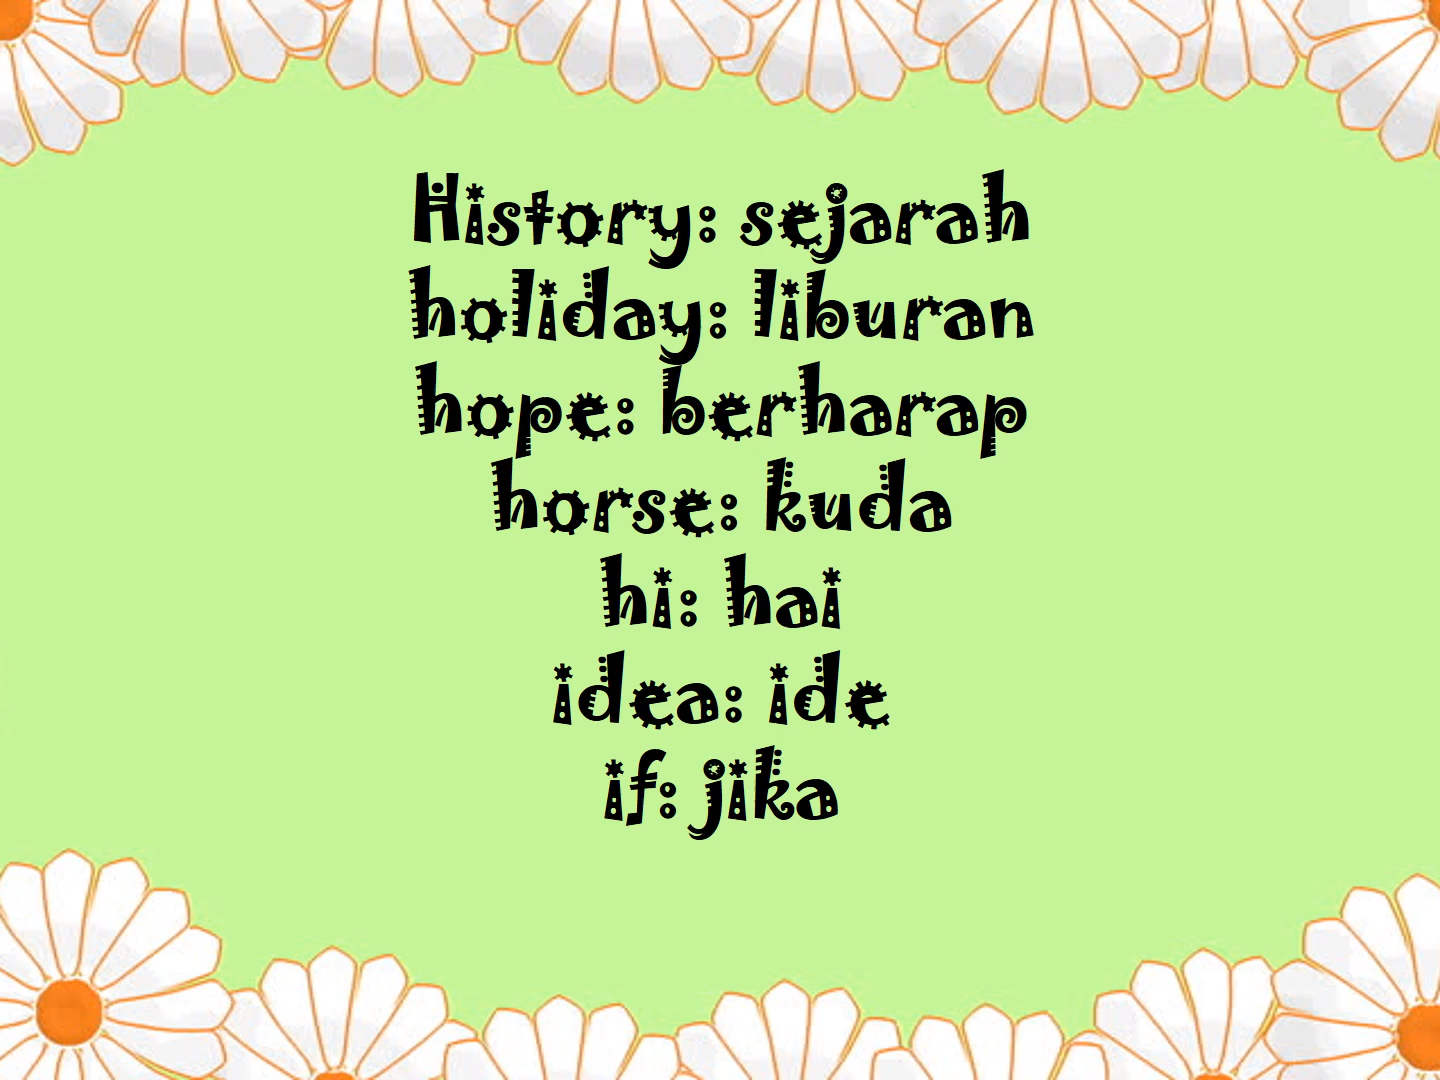 History: sejarah
holiday: liburan
hope: berharap
horse: kuda
hi: hai
idea: ide
if: jika